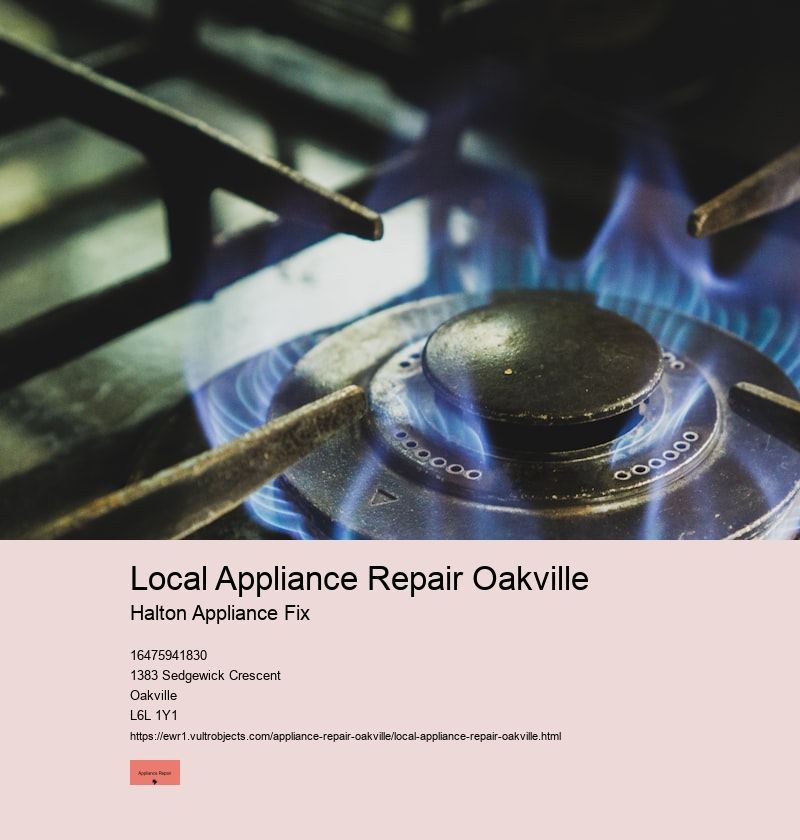 Local Appliance Repair Oakville
Halton Appliance Fix
16475941830
1383 Sedgewick Crescent
Oakville
L6L 1Y1
https://ewr1.vultrobjects.com/appliance-repair-oakville/local-appliance-repair-oakville.html
Appliance Repair